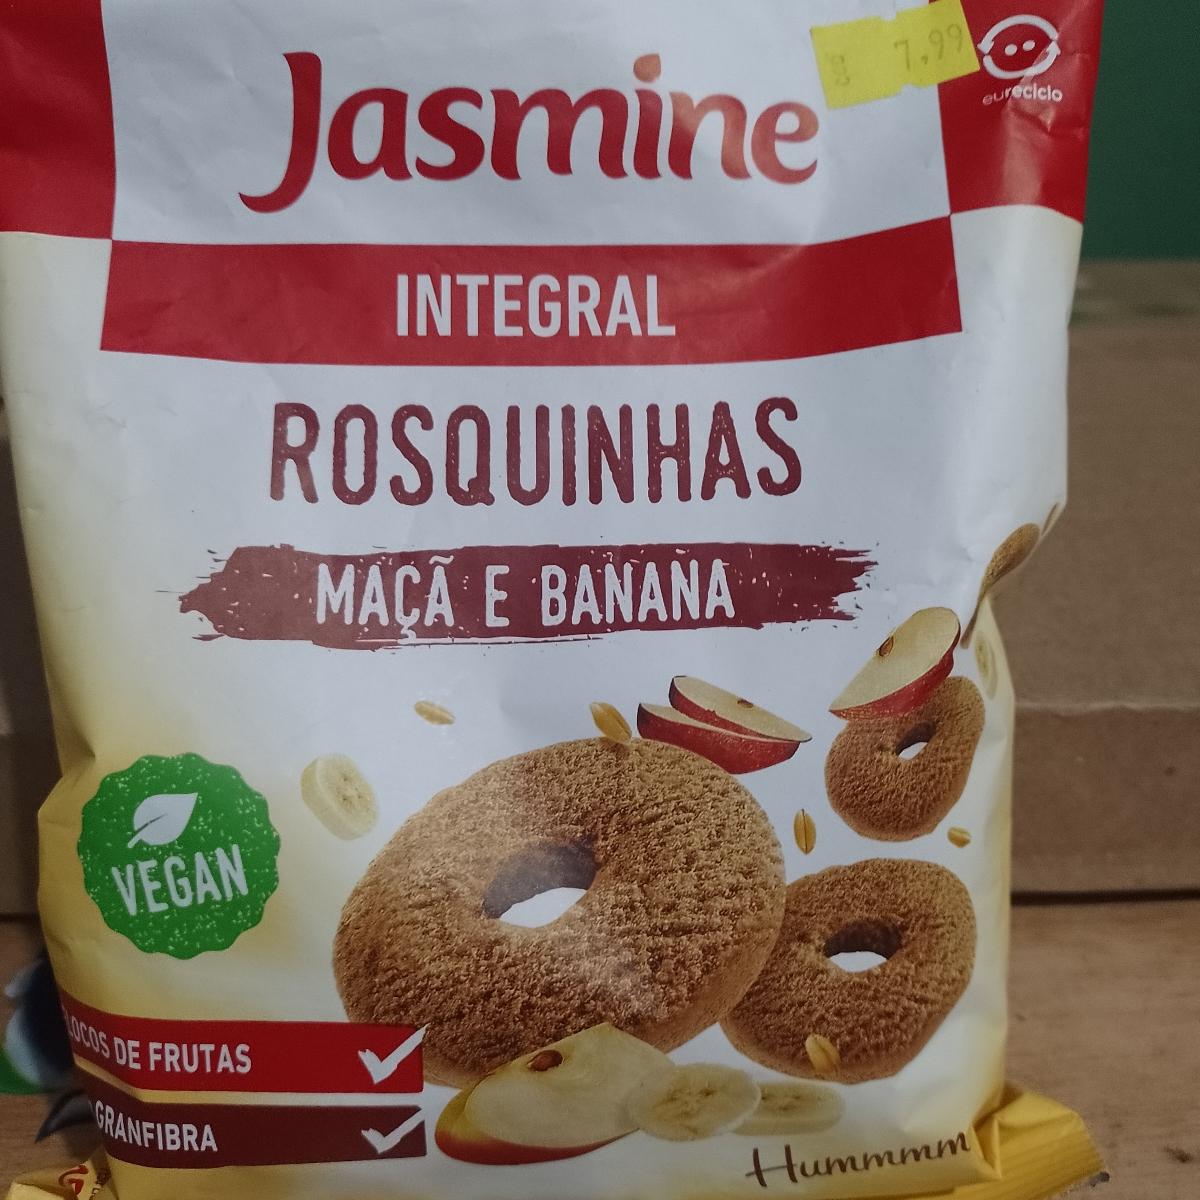 Jasmine
7,99
eureciclo
INTEGRAL
ROSQUINHAS
MAÇÃ E BANANA
VEGAN
LOCOS DE FRUTAS
GRANFIBRA
Hummmm